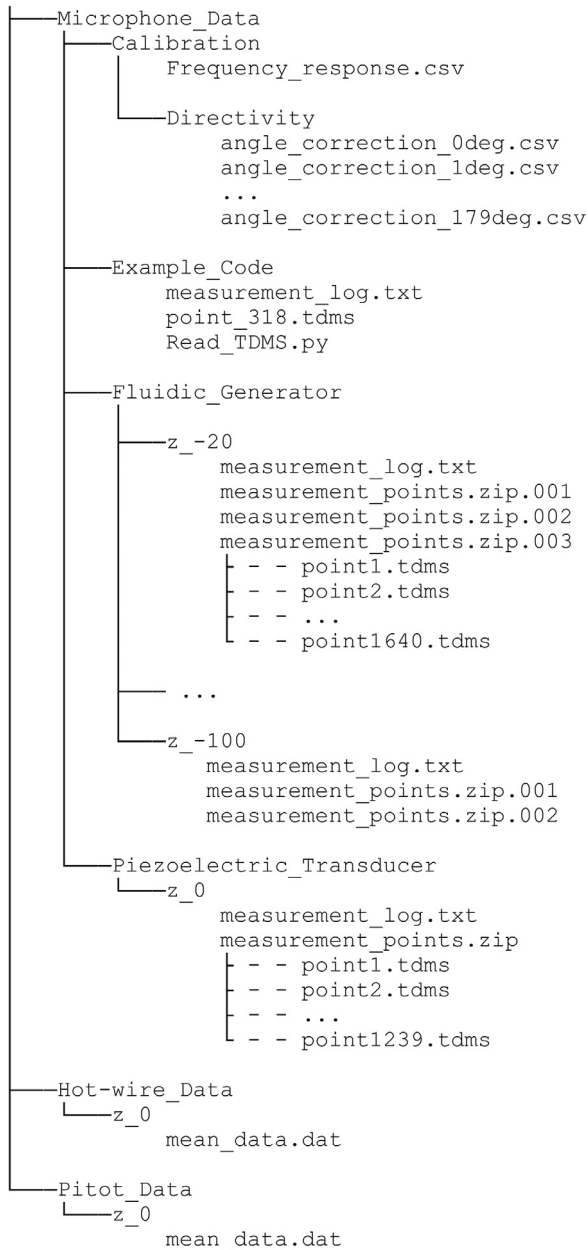 Microphone_Data
Calibration
Frequency_response.csv
Directivity
angle_correction_0deg.csv
angle_correction_1deg.csv
...
angle_correction_179deg.csv
Example_Code
measurement_log.txt
point_318.tdms
Read_TDMS.py
Fluidic_Generator
z_-20
measurement_log.txt
measurement_points.zip.001
measurement_points.zip.002
measurement_points.zip.003
point1.tdms
point2.tdms
...
point1640.tdms
...
z_-100
measurement_log.txt
measurement_points.zip.001
measurement_points.zip.002
Piezoelectric_Transducer
z_0
measurement_log.txt
measurement_points.zip
point1.tdms
point2.tdms
...
point1239.tdms
Hot-wire_Data
z_0
mean_data.dat
Pitot_Data
z_0
mean_data.dat